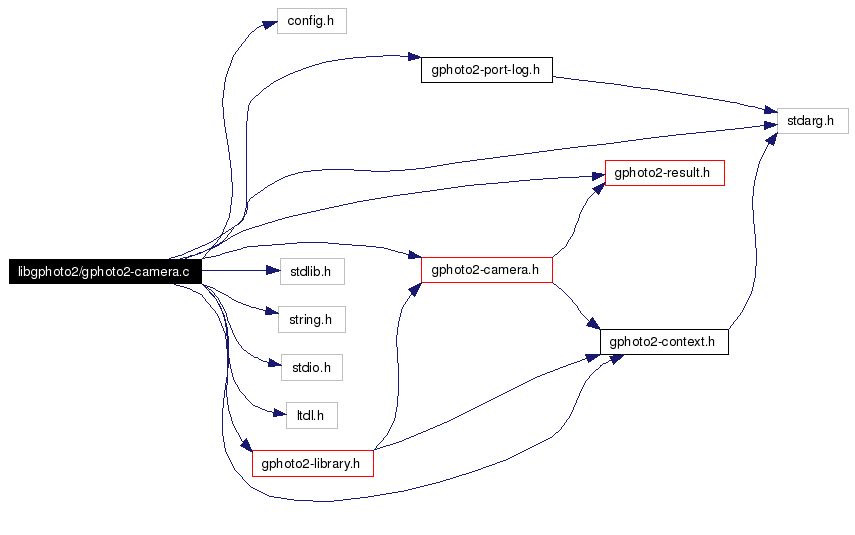 config.h
gphoto2-port-log.h
stdarg.h
gphoto2-result.h
libgphoto2/gphoto2-camera.c
stdlib.h
gphoto2-camera.h
string.h
gphoto2-context.h
stdio.h
ltdl.h
gphoto2-library.h